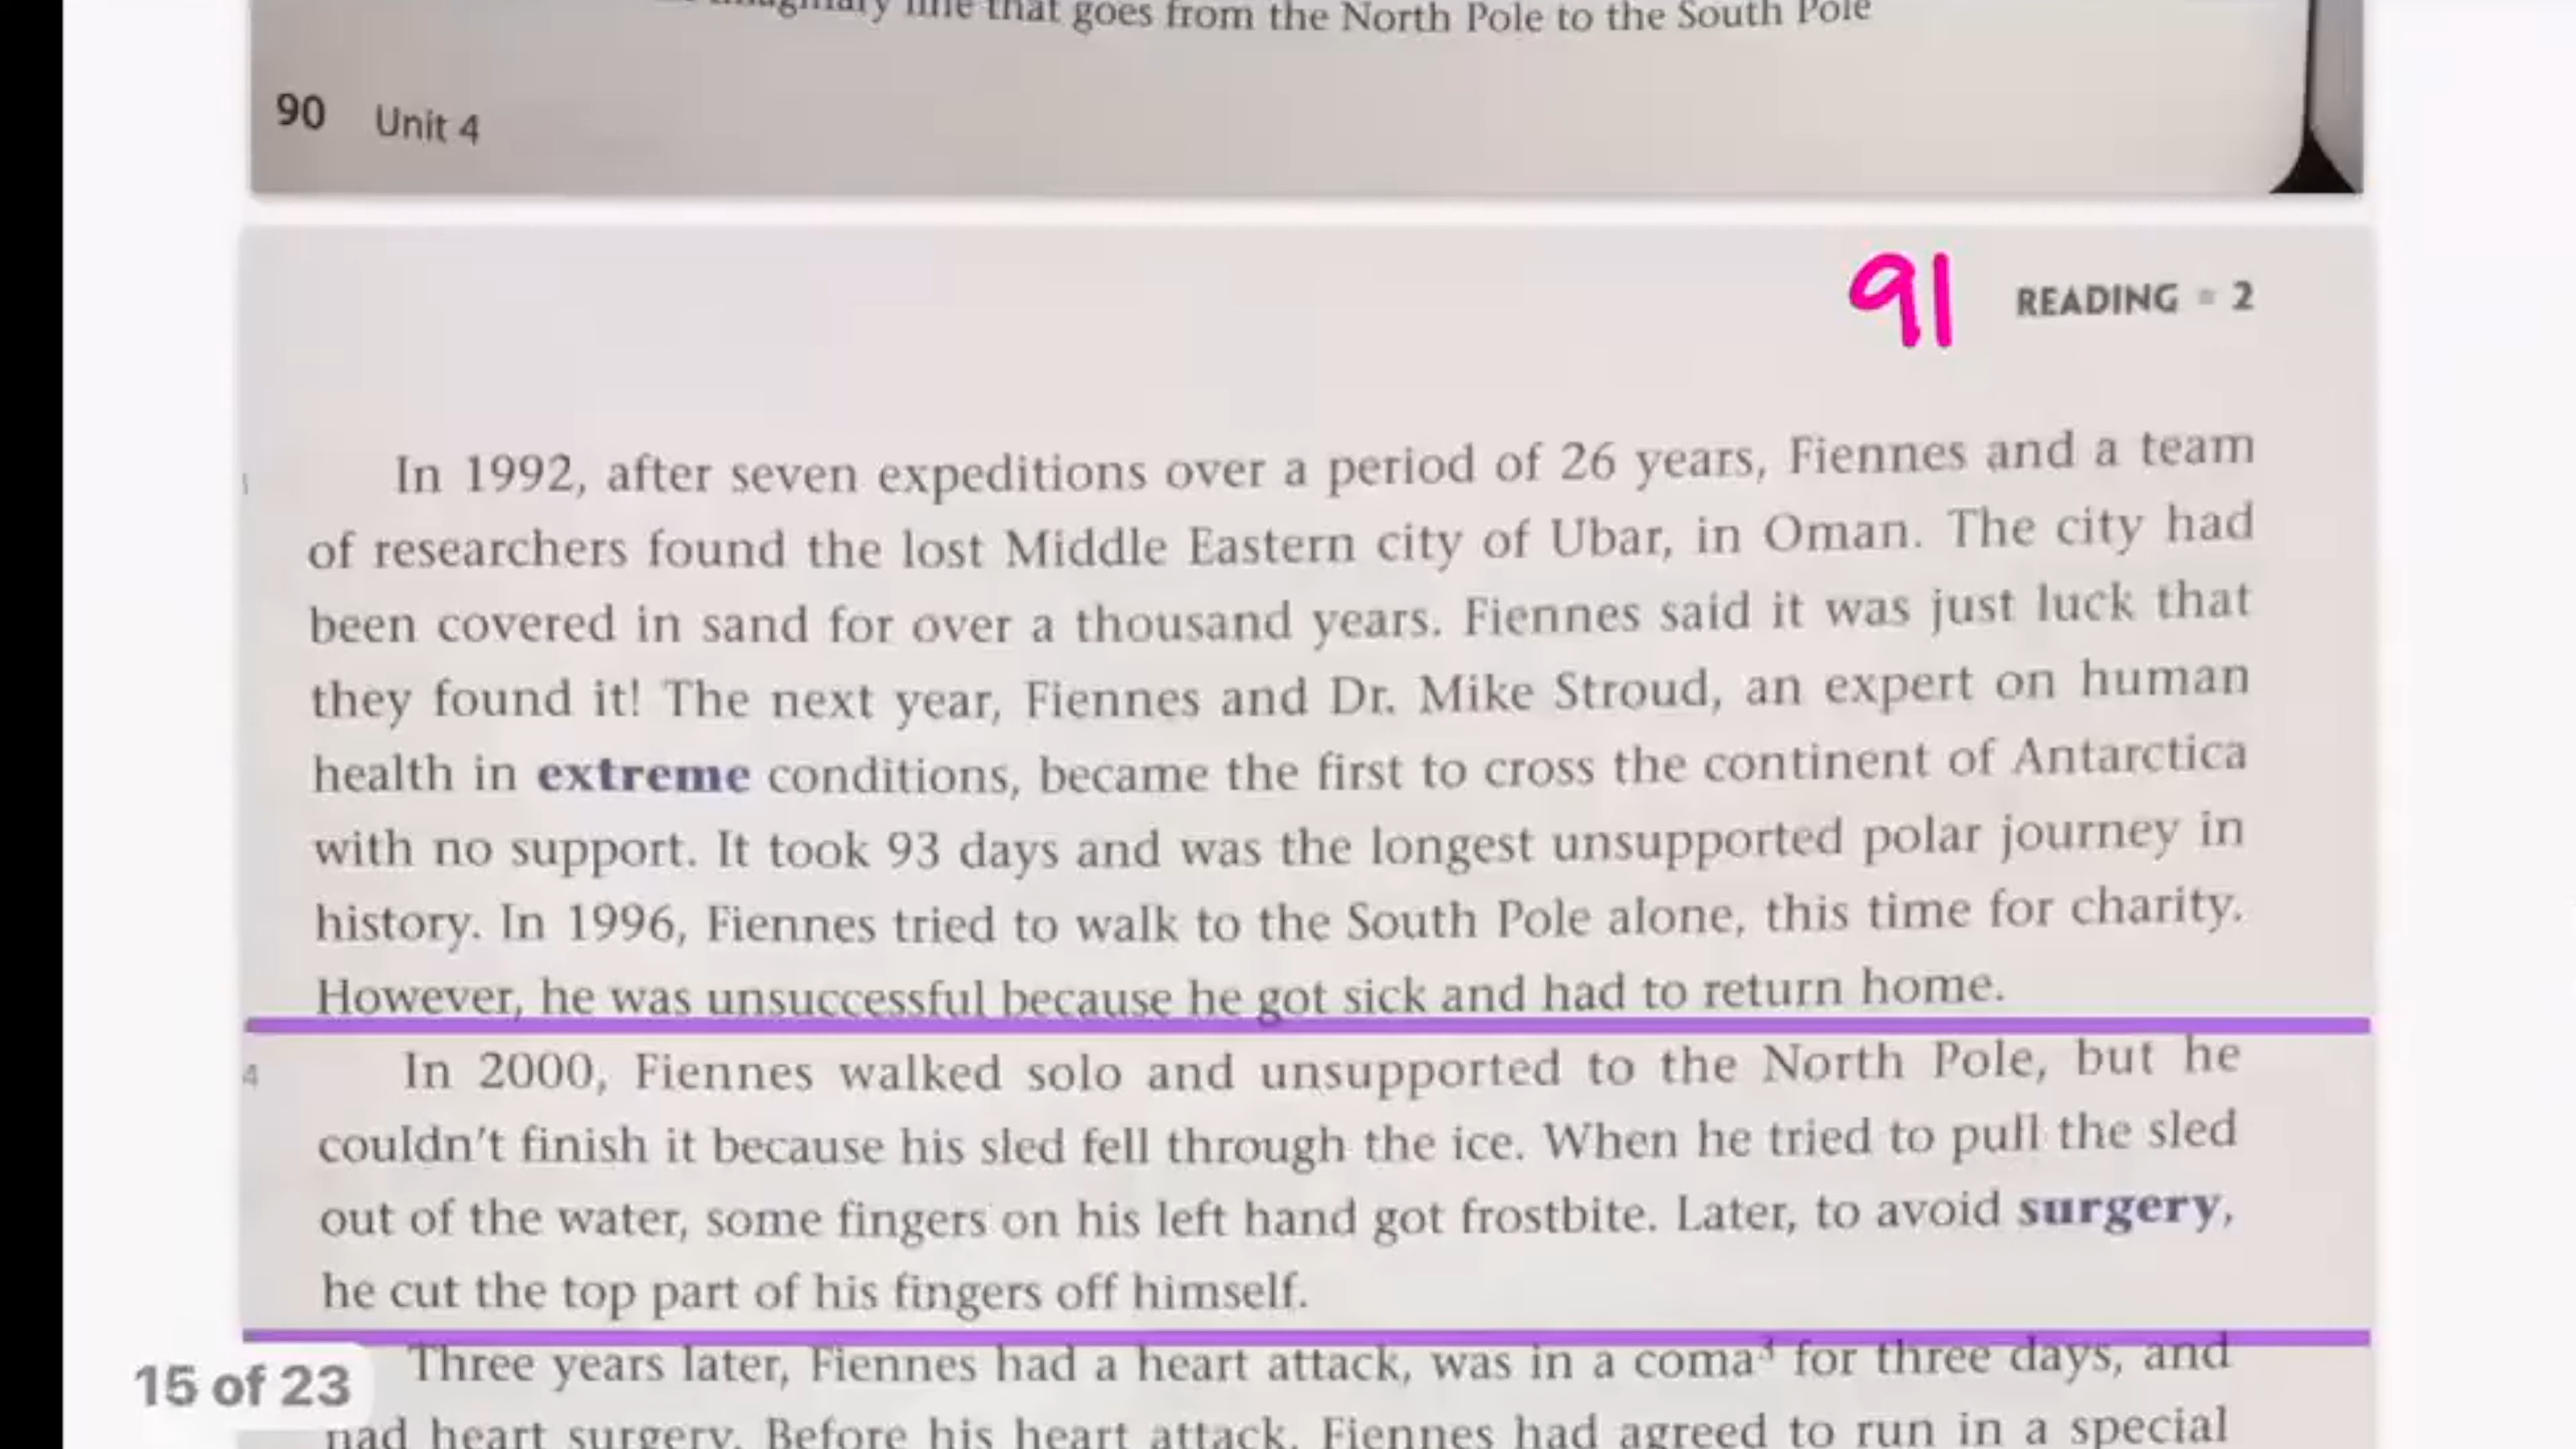 imaginary line that goes from the North Pole to the South Pole
90 Unit 4
91 READING 2
In 1992, after seven expeditions over a period of 26 years, Fiennes and a team
of researchers found the lost Middle Eastern city of Ubar, in Oman. The city had
been covered in sand for over a thousand years. Fiennes said it was just luck that
they found it! The next year, Fiennes and Dr. Mike Stroud, an expert on human
health in extreme conditions, became the first to cross the continent of Antarctica
with no support. It took 93 days and was the longest unsupported polar journey in
history. In 1996, Fiennes tried to walk to the South Pole alone, this time for charity.
However, he was unsuccessful because he got sick and had to return home.
4 In 2000, Fiennes walked solo and unsupported to the North Pole, but he
couldn't finish it because his sled fell through the ice. When he tried to pull the sled
out of the water, some fingers on his left hand got frostbite. Later, to avoid surgery,
he cut the top part of his fingers off himself.
Three years later, Fiennes had a heart attack, was in a coma for three days, and
had heart surgery. Before his heart attack, Fiennes had agreed to run in a special
15 of 23